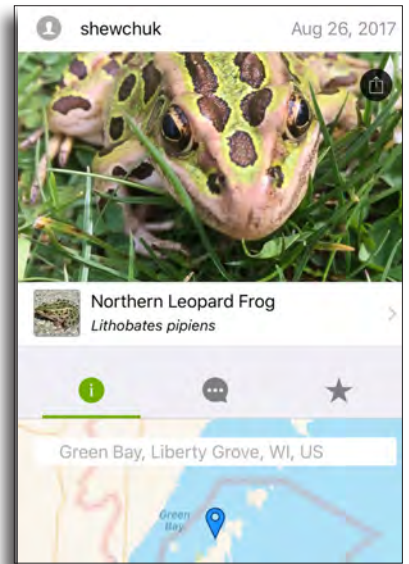 shewchuk Aug 26, 2017
Northern Leopard Frog
Lithobates pipiens
Green Bay, Liberty Grove, WI, US
Green
Bay